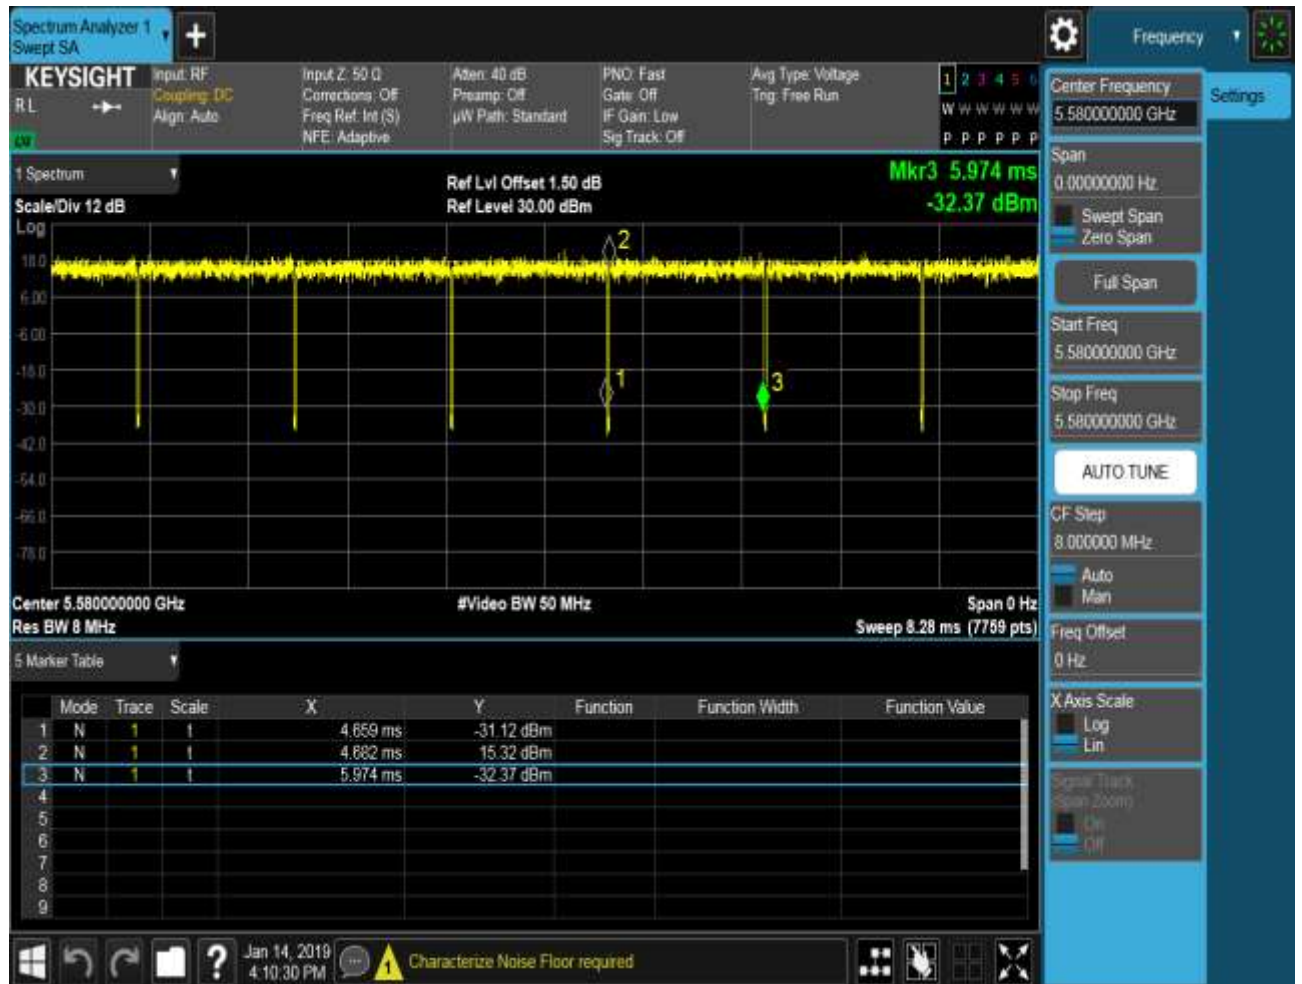 Spectrum Analyzer 1
Swept SA
+
Frequency
KEYSIGHT
RL
Input: RF
Coupling: DC
Align: Auto
Input Z: 50 Ω
Corrections: Off
Freq Ref: Int (S)
NFE: Adaptive
Atten: 40 dB
Preamp: Off
µW Path: Standard
PNO: Fast
Gate: Off
IF Gain: Low
Sig Track: Off
Avg Type: Voltage
Trig: Free Run
1 2 3 4 5 6
W W W W W W
P P P P P P
1 Spectrum
Scale/Div 12 dB
Log
Ref Lvl Offset 1.50 dB
Ref Level 30.00 dBm
Mkr3 5.974 ms
-32.37 dBm
18.0
6.00
-6.00
-18.0
-30.0
-42.0
-54.0
-66.0
-78.0
2
1
3
Center 5.580000000 GHz
#Video BW 50 MHz
Span 0 Hz
Res BW 8 MHz
Sweep 8.28 ms (7759 pts)
5 Marker Table
Mode Trace Scale X Y Function Function Width Function Value
1 N 1 t 4.659 ms -31.12 dBm
2 N 1 t 4.682 ms 15.32 dBm
3 N 1 t 5.974 ms -32.37 dBm
4
5
6
7
8
9
Center Frequency
5.580000000 GHz
Settings
Span
0.00000000 Hz
Swept Span
Zero Span
Full Span
Start Freq
5.580000000 GHz
Stop Freq
5.580000000 GHz
AUTO TUNE
CF Step
8.000000 MHz
Auto
Man
Freq Offset
0 Hz
X Axis Scale
Log
Lin
Signal Track
(Span Zoom)
On
Off
?
Jan 14, 2019
4:10:30 PM
1
Characterize Noise Floor required